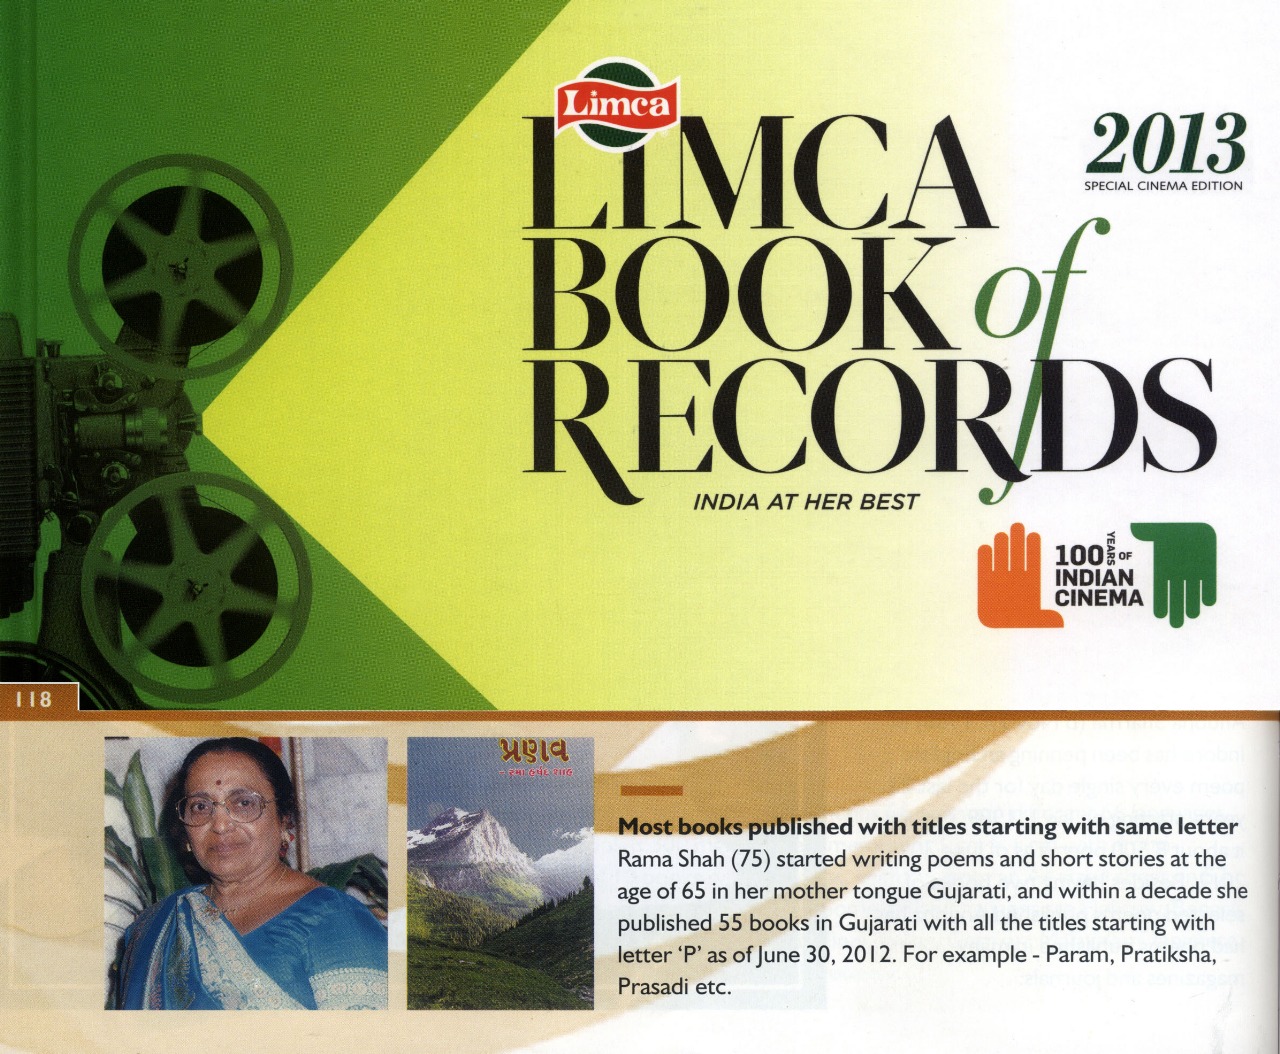 Limca
LIMCA
BOOK of
RECORDS
2013
SPECIAL CINEMA EDITION
INDIA AT HER BEST
100 YEARS OF
INDIAN
CINEMA
118
પ્રણવ
- રમા હર્ષદ શાહ
Most books published with titles starting with same letter
Rama Shah (75) started writing poems and short stories at the
age of 65 in her mother tongue Gujarati, and within a decade she
published 55 books in Gujarati with all the titles starting with
letter ‘P’ as of June 30, 2012. For example - Param, Pratiksha,
Prasadi etc.